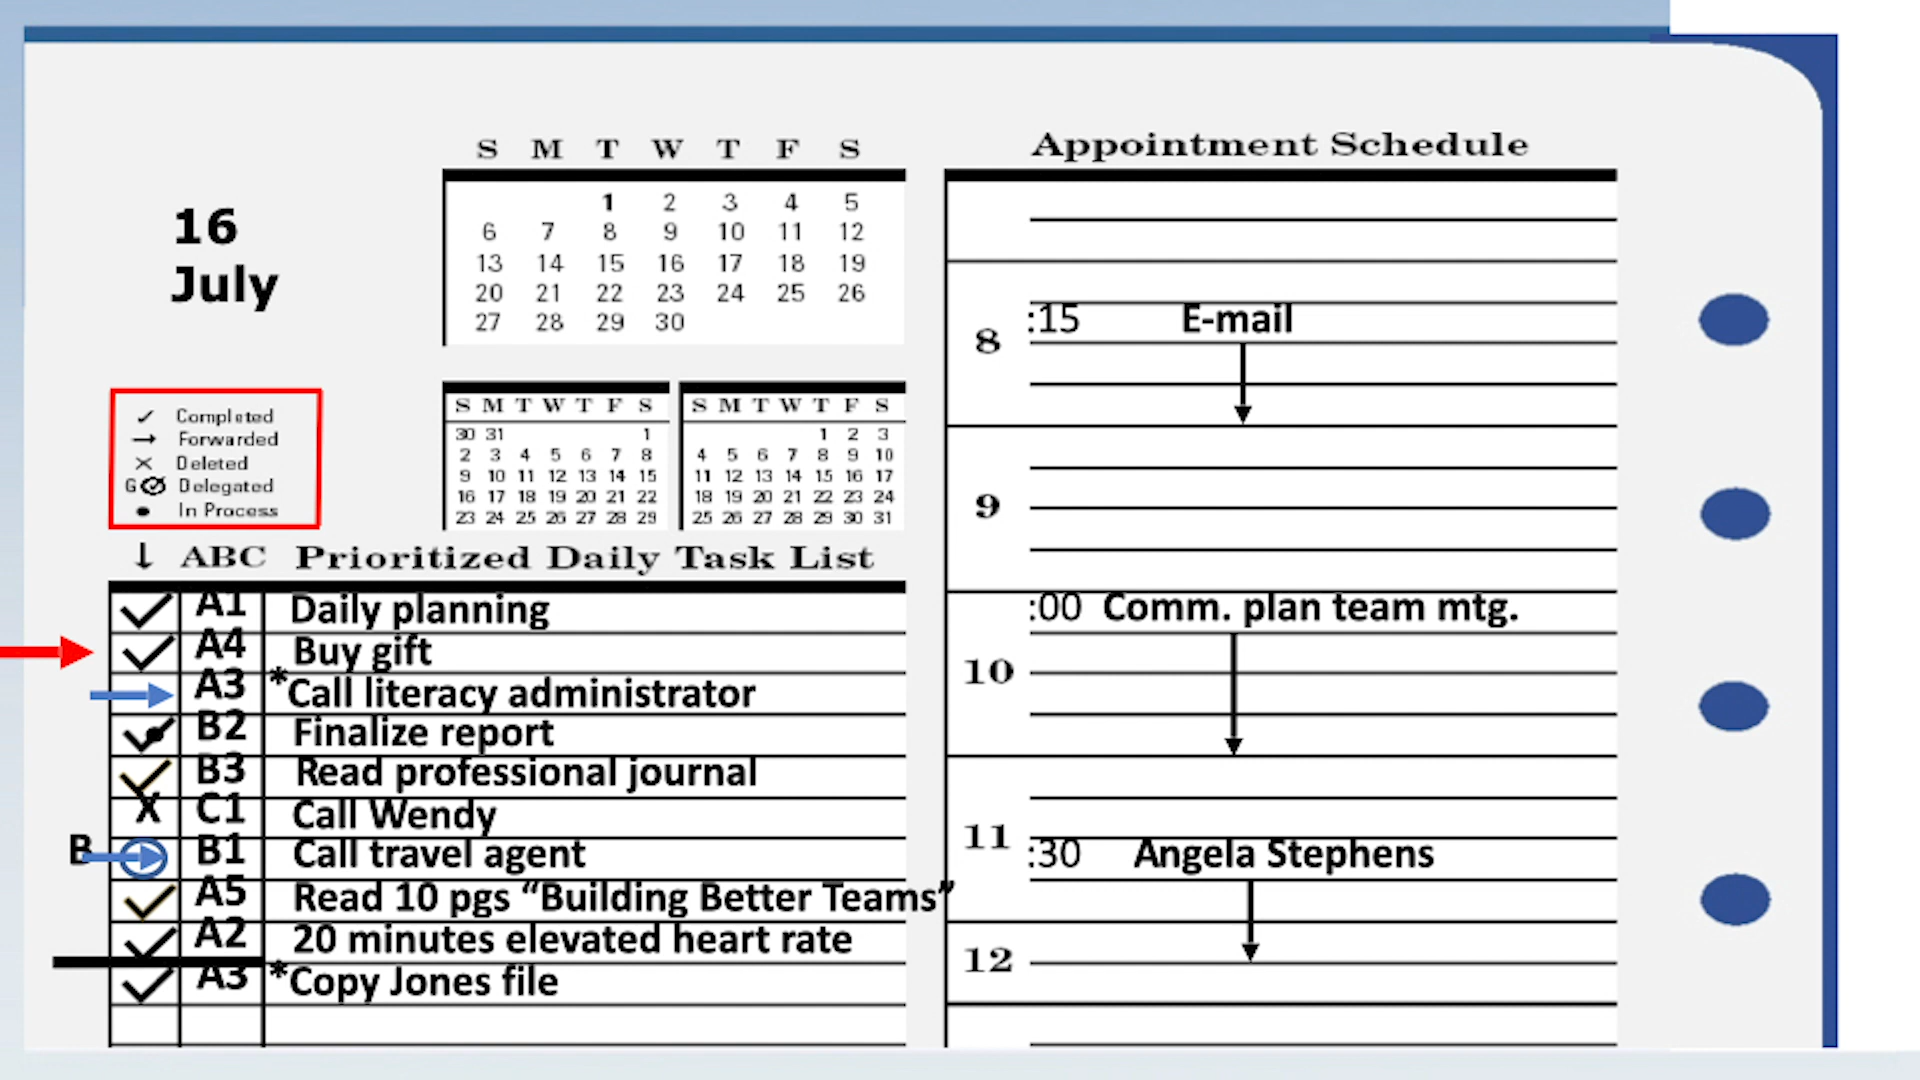 16
July
S M T W T F S
1 2 3 4 5
6 7 8 9 10 11 12
13 14 15 16 17 18 19
20 21 22 23 24 25 26
27 28 29 30
✓ Completed
→ Forwarded
× Deleted
G Delegated
● In Process
S M T W T F S
30 31 1
2 3 4 5 6 7 8
9 10 11 12 13 14 15
16 17 18 19 20 21 22
23 24 25 26 27 28 29
S M T W T F S
1 2 3
4 5 6 7 8 9 10
11 12 13 14 15 16 17
18 19 20 21 22 23 24
25 26 27 28 29 30 31
↓ ABC Prioritized Daily Task List
✓ A1 Daily planning
✓ A4 Buy gift
A3 *Call literacy administrator
✓ B2 Finalize report
✓ B3 Read professional journal
X C1 Call Wendy
B B1 Call travel agent
✓ A5 Read 10 pgs “Building Better Teams”
✓ A2 20 minutes elevated heart rate
✓ A3 *Copy Jones file
Appointment Schedule
8 :15 E-mail
9
:00 Comm. plan team mtg.
10
11 :30 Angela Stephens
12